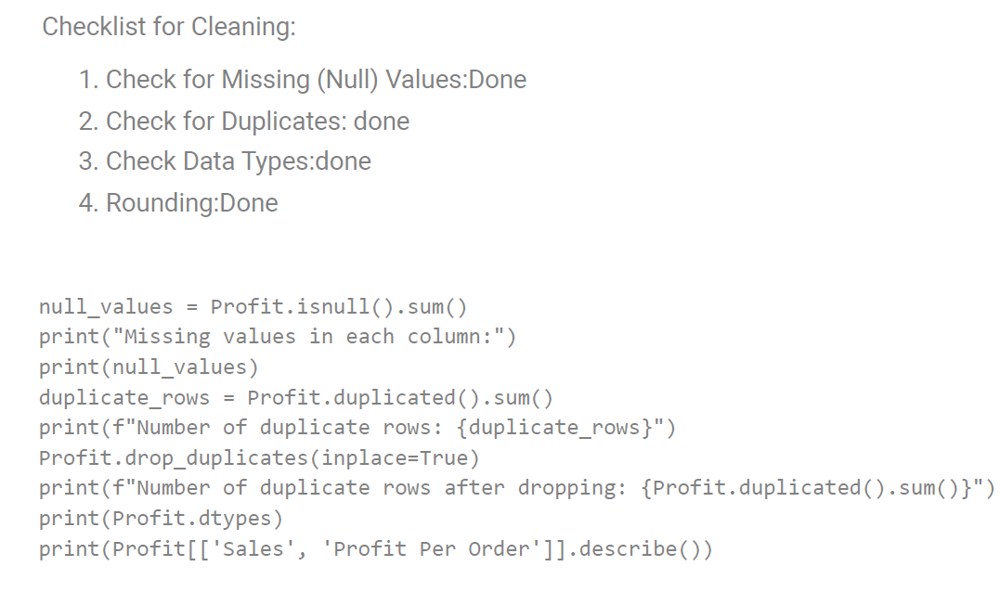 Checklist for Cleaning:
1. Check for Missing (Null) Values:Done
2. Check for Duplicates: done
3. Check Data Types:done
4. Rounding:Done
null_values = Profit.isnull().sum()
print("Missing values in each column:")
print(null_values)
duplicate_rows = Profit.duplicated().sum()
print(f"Number of duplicate rows: {duplicate_rows}")
Profit.drop_duplicates(inplace=True)
print(f"Number of duplicate rows after dropping: {Profit.duplicated().sum()}")
print(Profit.dtypes)
print(Profit[['Sales', 'Profit Per Order']].describe())